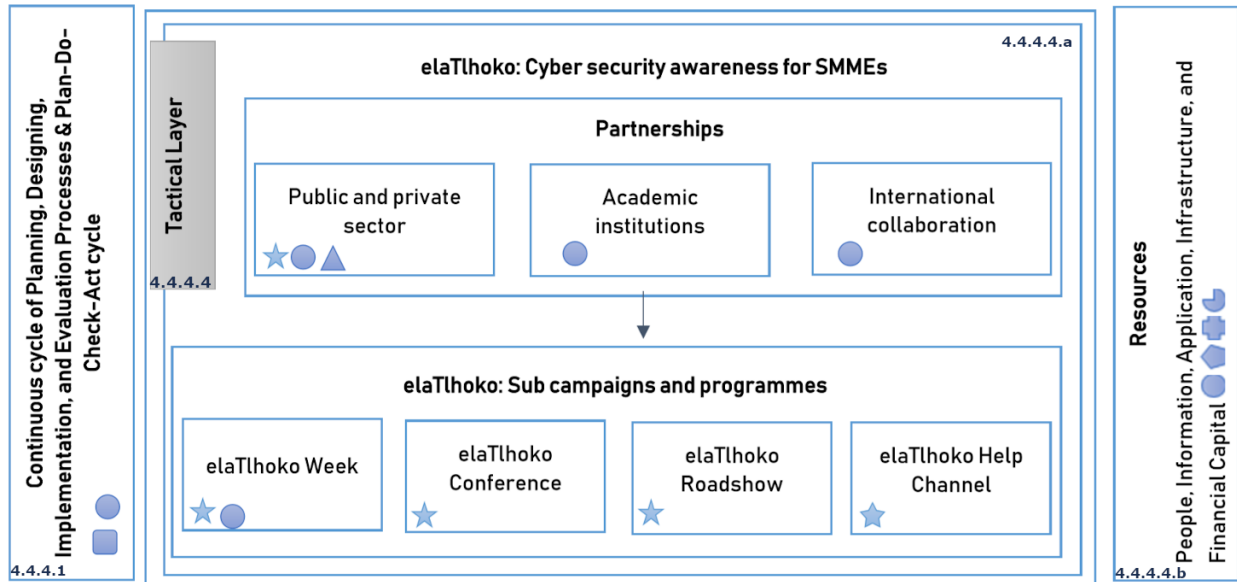 Continuous cycle of Planning, Designing,
Implementation, and Evaluation Processes & Plan-Do-
Check-Act cycle
4.4.4.1
Tactical Layer
4.4.4.4
4.4.4.4.a
elaTlhoko: Cyber security awareness for SMMEs
Partnerships
Public and private
sector
Academic
institutions
International
collaboration
elaTlhoko: Sub campaigns and programmes
elaTlhoko Week
elaTlhoko
Conference
elaTlhoko
Roadshow
elaTlhoko Help
Channel
Resources
People, Information, Application, Infrastructure, and
Financial Capital
4.4.4.4.b